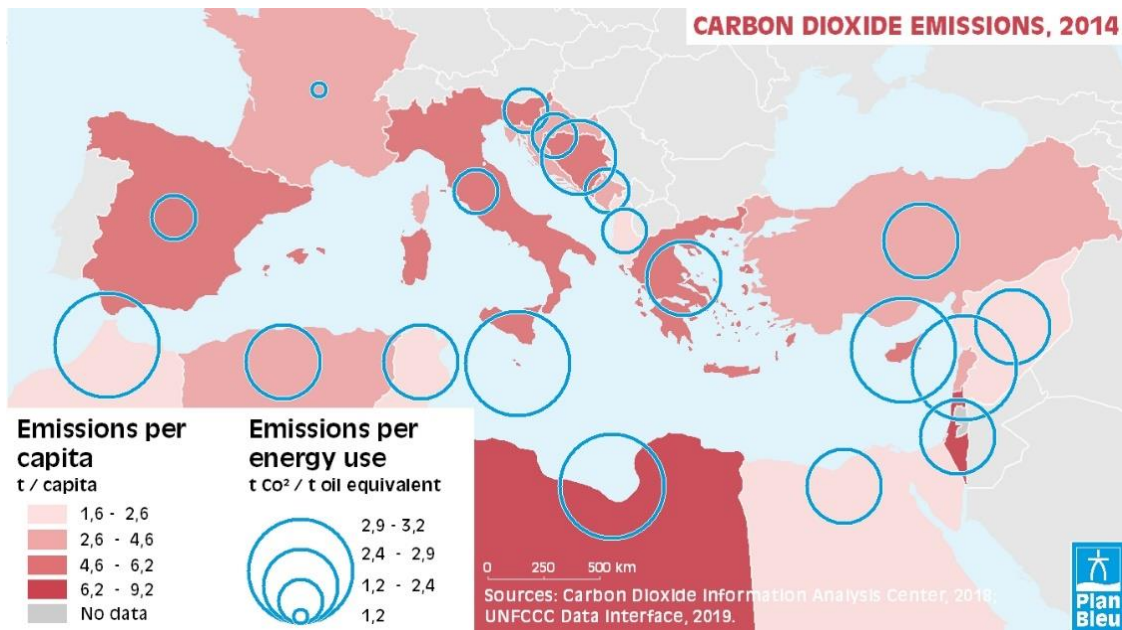 CARBON DIOXIDE EMISSIONS, 2014
Emissions per
capita
t / capita
1,6 - 2,6
2,6 - 4,6
4,6 - 6,2
6,2 - 9,2
No data
Emissions per
energy use
t Co² / t oil equivalent
2,9 - 3,2
2,4 - 2,9
1,2 - 2,4
1,2
0 250 500 km
Sources: Carbon Dioxide Information Analysis Center, 2018;
UNFCCC Data Interface, 2019.
Plan
Bleu